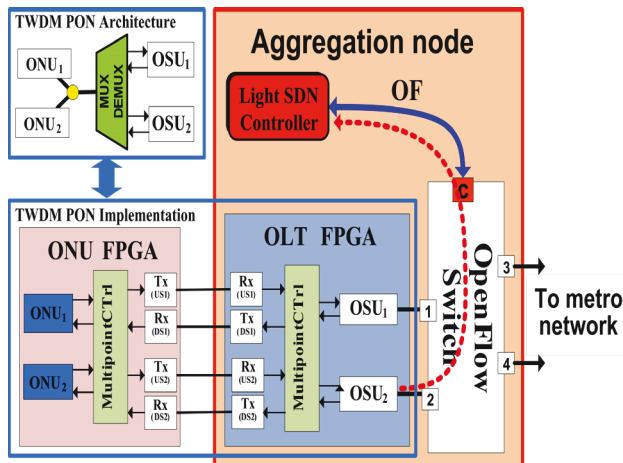 TWDM PON Architecture
ONU1
ONU2
MUX
DEMUX
OSU1
OSU2
Aggregation node
Light SDN
Controller
OF
C
TWDM PON Implementation
ONU FPGA
ONU1
ONU2
MultipointCTrl
Tx
(US1)
Rx
(DS1)
Tx
(US2)
Rx
(DS2)
OLT FPGA
Rx
(US1)
Tx
(DS1)
Rx
(US2)
Tx
(DS2)
MultipointCTrl
OSU1
OSU2
1
2
OpenFlow
Switch
3
4
To metro
network